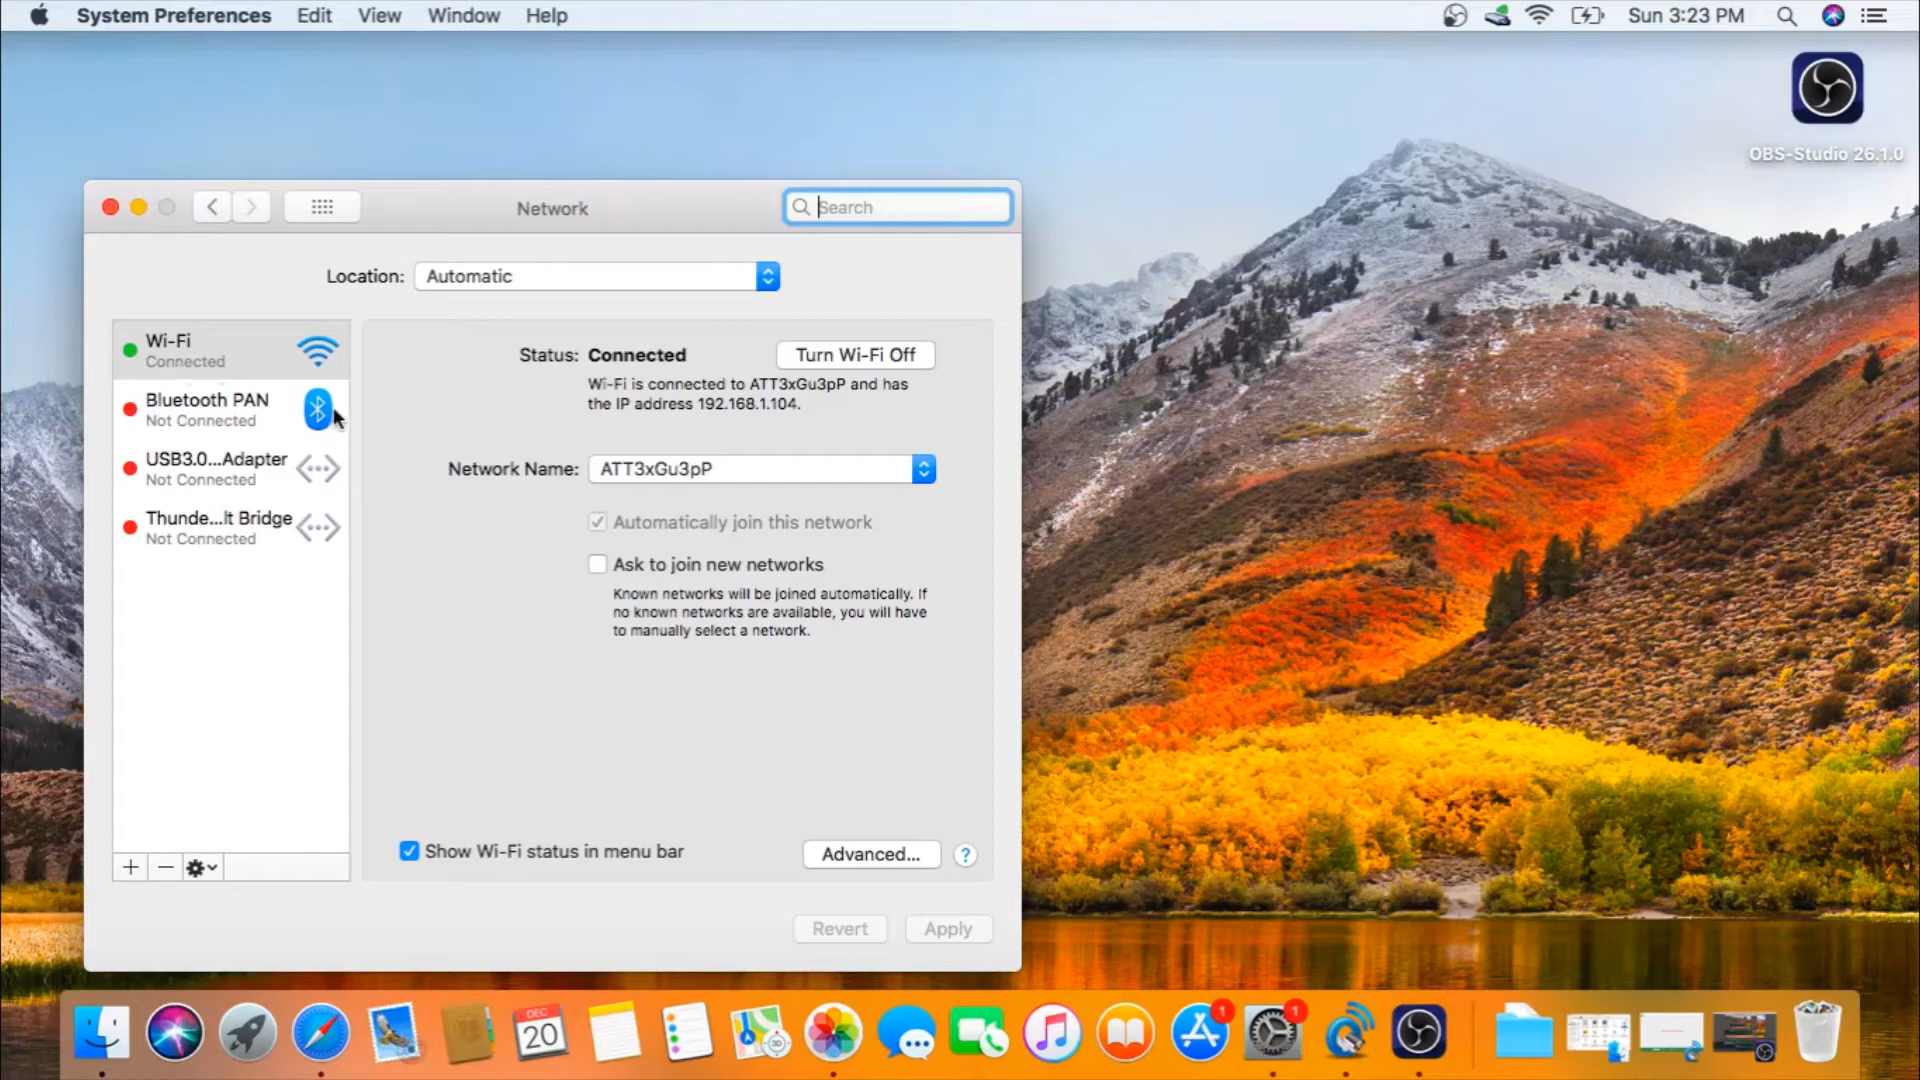 System Preferences Edit View Window Help
Sun 3:23 PM
OBS-Studio 26.1.0
Network
Search
Location: Automatic
Wi-Fi
Connected
Bluetooth PAN
Not Connected
USB3.0...Adapter
Not Connected
Thunde...lt Bridge
Not Connected
Status: Connected
Turn Wi-Fi Off
Wi-Fi is connected to ATT3xGu3pP and has
the IP address 192.168.1.104.
Network Name: ATT3xGu3pP
Automatically join this network
Ask to join new networks
Known networks will be joined automatically. If
no known networks are available, you will have
to manually select a network.
Show Wi-Fi status in menu bar
Advanced...
?
Revert
Apply
DEC
20
3D
1
1